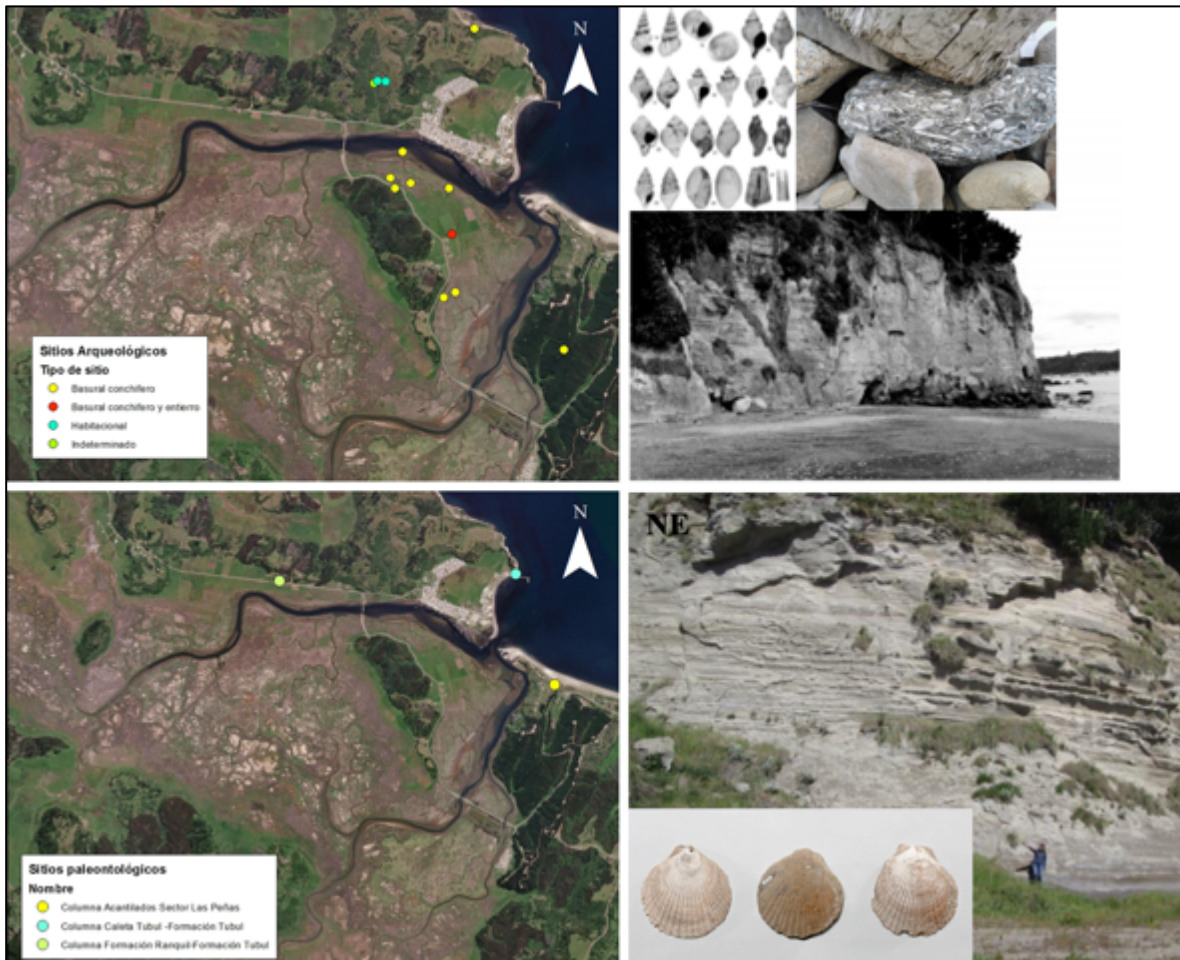 N
Sitios Arqueológicos
Tipo de sitio
Basural conchífero
Basural conchífero y entierro
Habitacional
Indeterminado
N
Sitios paleontológicos
Nombre
Columna Acantilados Sector Las Peñas
Columna Caleta Tubul -Formación Tubul
Columna Formación Ranquil-Formación Tubul
NE